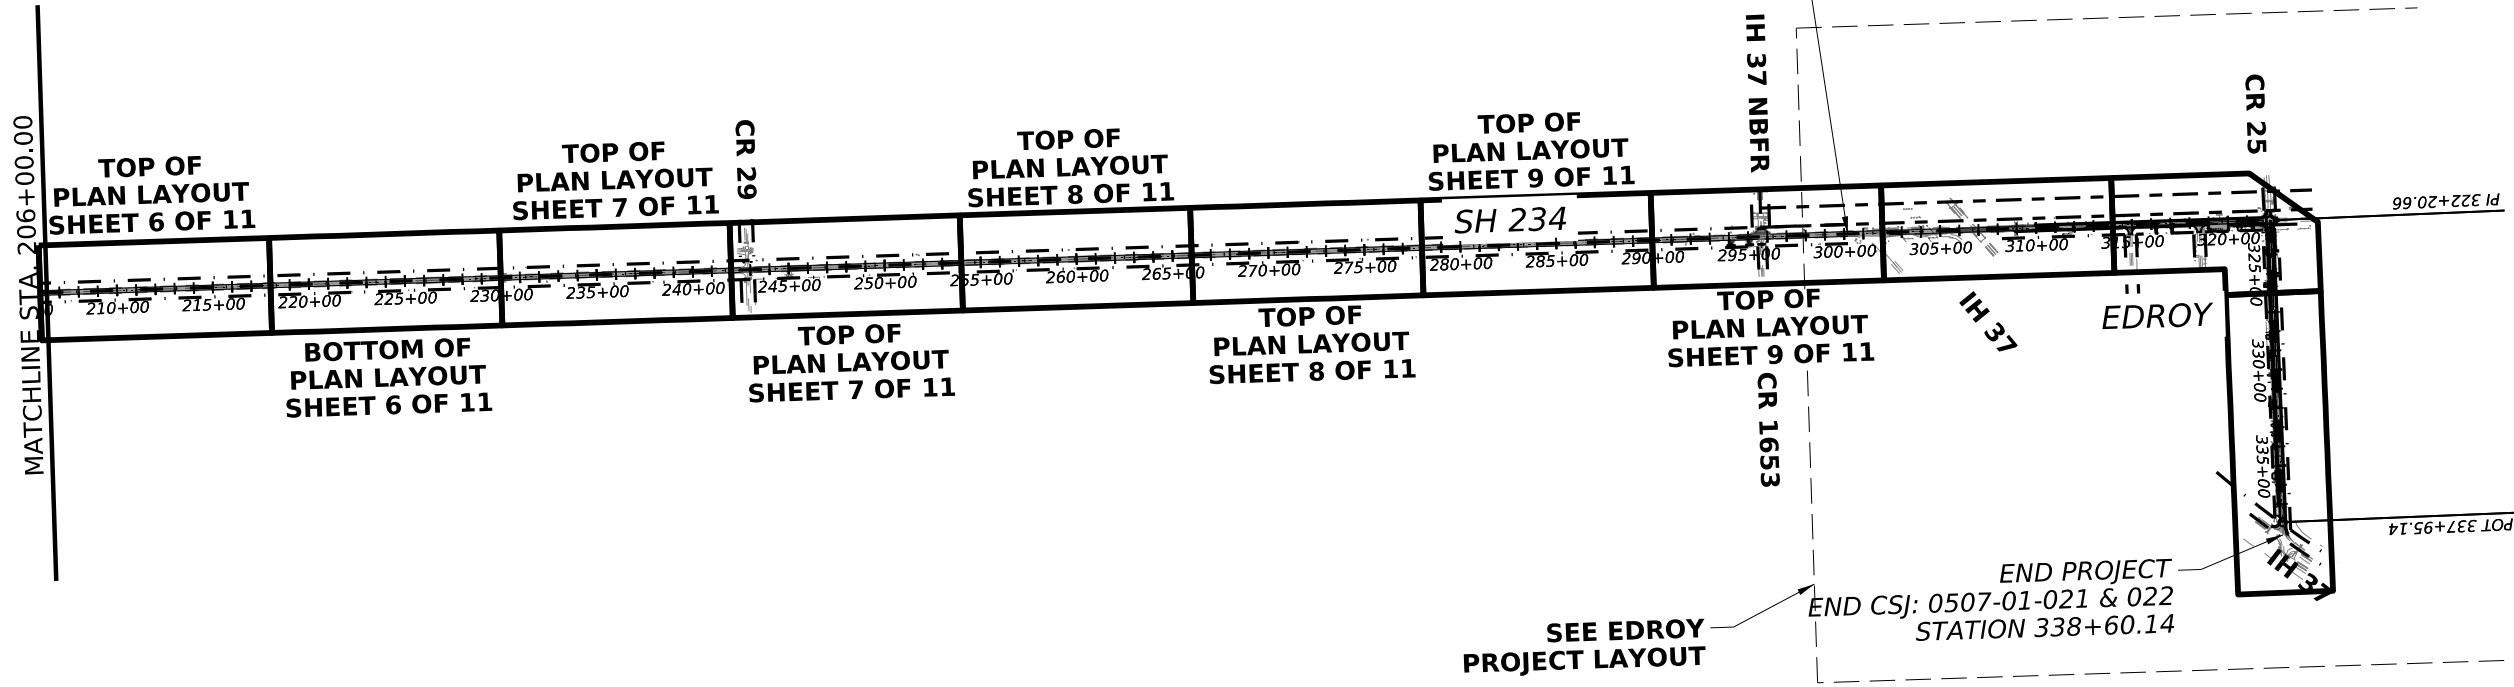 MATCHLINE STA. 206+00.00
TOP OF
PLAN LAYOUT
SHEET 6 OF 11
TOP OF
PLAN LAYOUT
SHEET 7 OF 11
CR 29
TOP OF
PLAN LAYOUT
SHEET 8 OF 11
TOP OF
PLAN LAYOUT
SHEET 9 OF 11
IH 37 NBFR
CR 25
SH 234
PI 322+20.66
210+00
215+00
220+00
225+00
230+00
235+00
240+00
245+00
250+00
255+00
260+00
265+00
270+00
275+00
280+00
285+00
290+00
295+00
300+00
305+00
310+00
315+00
320+00
325+00
330+00
335+00
BOTTOM OF
PLAN LAYOUT
SHEET 6 OF 11
TOP OF
PLAN LAYOUT
SHEET 7 OF 11
TOP OF
PLAN LAYOUT
SHEET 8 OF 11
TOP OF
PLAN LAYOUT
SHEET 9 OF 11
CR 1653
IH 37
EDROY
POT 337+95.14
END PROJECT
END CSJ: 0507-01-021 & 022
STATION 338+60.14
IH 37
SEE EDROY
PROJECT LAYOUT